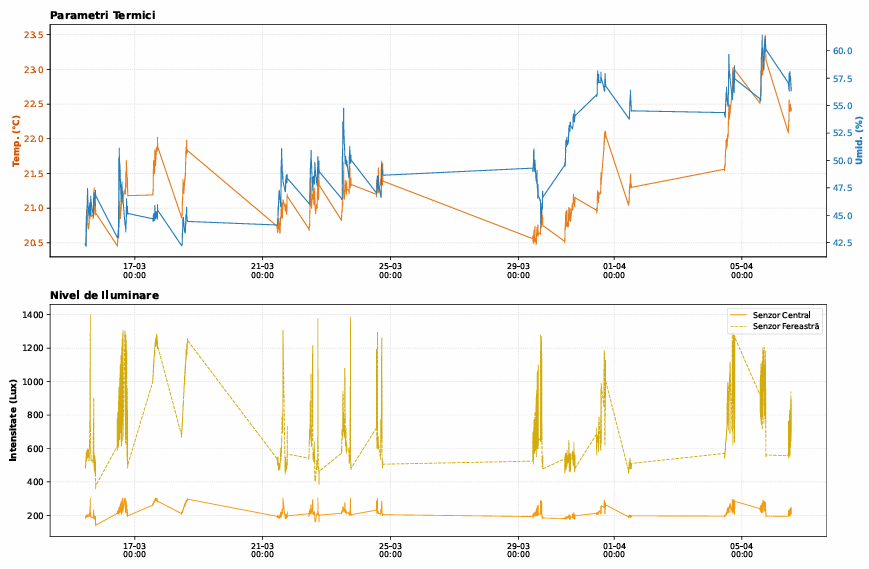 Parametri Termici
23.5
23.0
22.5
22.0
21.5
21.0
20.5
Temp. (°C)
60.0
57.5
55.0
52.5
50.0
47.5
45.0
42.5
Umid. (%)
17-03 21-03 25-03 29-03 01-04 05-04
00:00 00:00 00:00 00:00 00:00 00:00
Nivel de Iluminare
1400
1200
1000
800
600
400
200
Intensitate (Lux)
Senzor Central
Senzor Fereastră
17-03 21-03 25-03 29-03 01-04 05-04
00:00 00:00 00:00 00:00 00:00 00:00